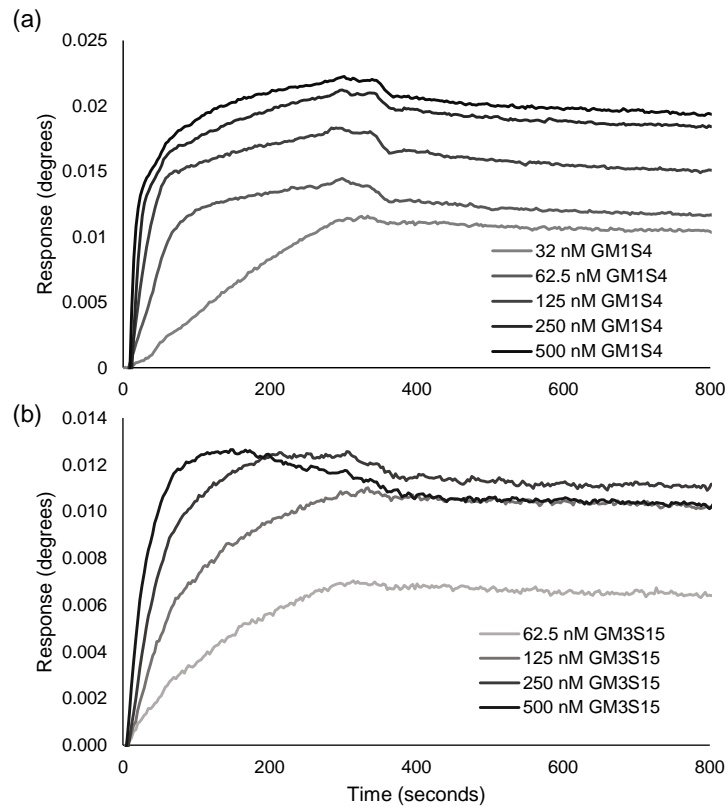 (a)
0.025
0.02
0.015
0.01
0.005
0
Response (degrees)
32 nM GM1S4
62.5 nM GM1S4
125 nM GM1S4
250 nM GM1S4
500 nM GM1S4
0 200 400 600 800
(b)
0.014
0.012
0.010
0.008
0.006
0.004
0.002
0.000
Response (degrees)
62.5 nM GM3S15
125 nM GM3S15
250 nM GM3S15
500 nM GM3S15
0 200 400 600 800
Time (seconds)